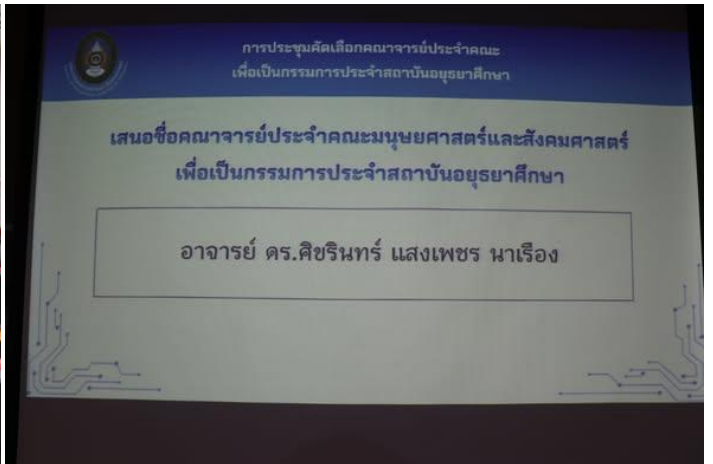 การประชุมคัดเลือกคณาจารย์ประจำคณะ
เพื่อเป็นกรรมการประจำสถาบันอยุธยาศึกษา
เสนอชื่อคณาจารย์ประจำคณะมนุษยศาสตร์และสังคมศาสตร์
เพื่อเป็นกรรมการประจำสถาบันอยุธยาศึกษา
อาจารย์ ดร.ศิขรินทร์ แสงเพชร นาเรือง